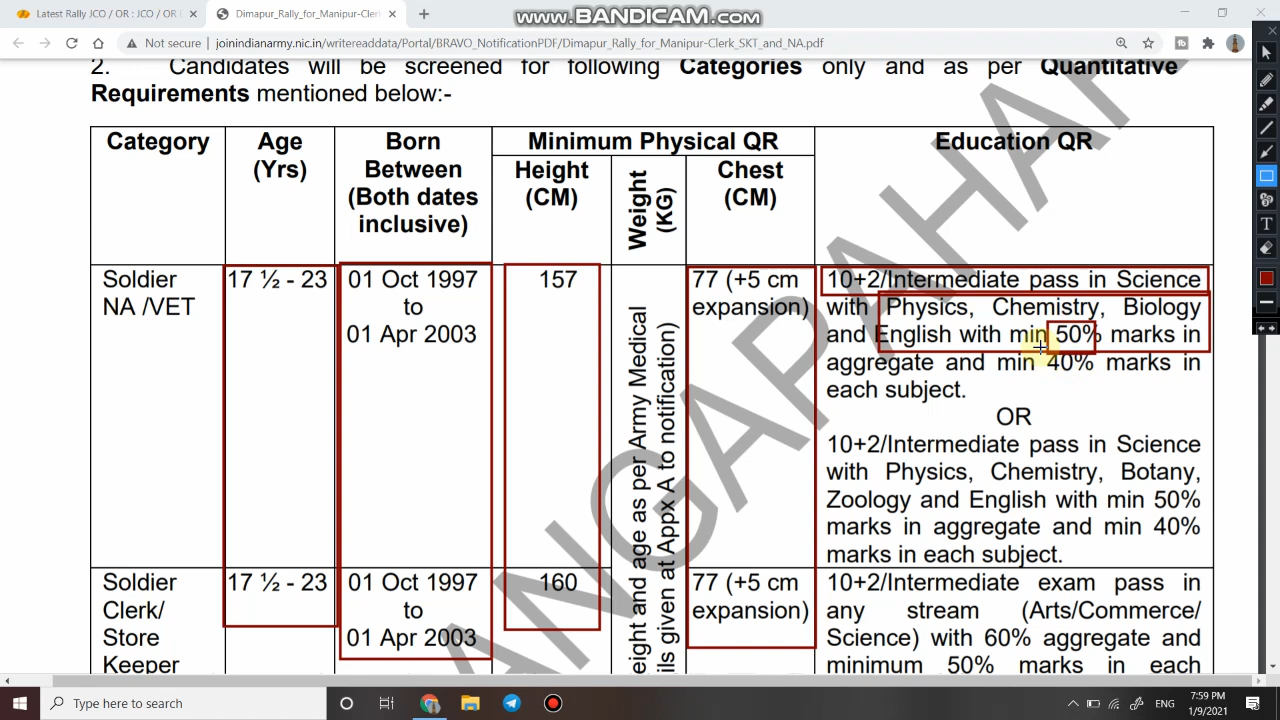 Latest Rally JCO / OR : JCO / OR E
Dimapur_Rally_for_Manipur-Clerk
www.BANDICAM.com
Not secure
joinindianarmy.nic.in/writereaddata/Portal/BRAVO_NotificationPDF/Dimapur_Rally_for_Manipur-Clerk_SKT_and_NA.pdf
2. Candidates will be screened for following Categories only and as per Quantitative
Requirements mentioned below:-
Category
Age
(Yrs)
Born
Between
(Both dates
inclusive)
Minimum Physical QR
Height
(CM)
Weight
(KG)
Chest
(CM)
Education QR
Soldier
NA /VET
17 ½ - 23
01 Oct 1997
to
01 Apr 2003
157
eight and age as per Army Medical
ils given at Appx A to notification)
77 (+5 cm
expansion)
10+2/Intermediate pass in Science
with Physics, Chemistry, Biology
and English with min 50% marks in
aggregate and min 40% marks in
each subject.
OR
10+2/Intermediate pass in Science
with Physics, Chemistry, Botany,
Zoology and English with min 50%
marks in aggregate and min 40%
marks in each subject.
Soldier
Clerk/
Store
Keeper
17 ½ - 23
01 Oct 1997
to
01 Apr 2003
160
77 (+5 cm
expansion)
10+2/Intermediate exam pass in
any stream (Arts/Commerce/
Science) with 60% aggregate and
minimum 50% marks in each
ANGAPAHAR
Type here to search
ENG
7:59 PM
1/9/2021